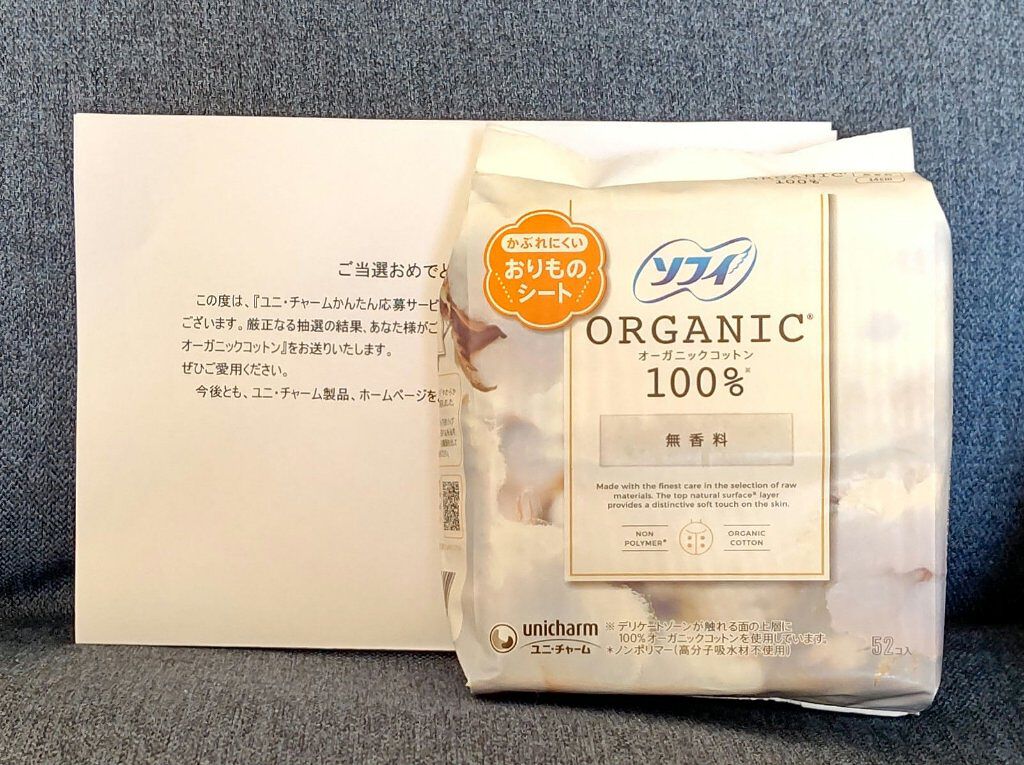 ご当選おめでと
この度は、『ユニ・チャームかんたん応募サービ
ございます。厳正なる抽選の結果、あなた様がご
オーガニックコットン』をお送りいたします。
ぜひご愛用ください。
今後とも、ユニ・チャーム製品、ホームページを
ORGANIC
100%
14cm
かぶれにくい
おりもの
シート
ソフィ
ORGANIC®
オーガニックコットン
100%※
無香料
Made with the finest care in the selection of raw
materials. The top natural surface* layer
provides a distinctive soft touch on the skin.
NON
POLYMER*
ORGANIC
COTTON
unicharm
ユニ・チャーム
※デリケートゾーンが触れる面の上層に
100%オーガニックコットンを使用しています。
*ノンポリマー(高分子吸水材不使用)
52コ入